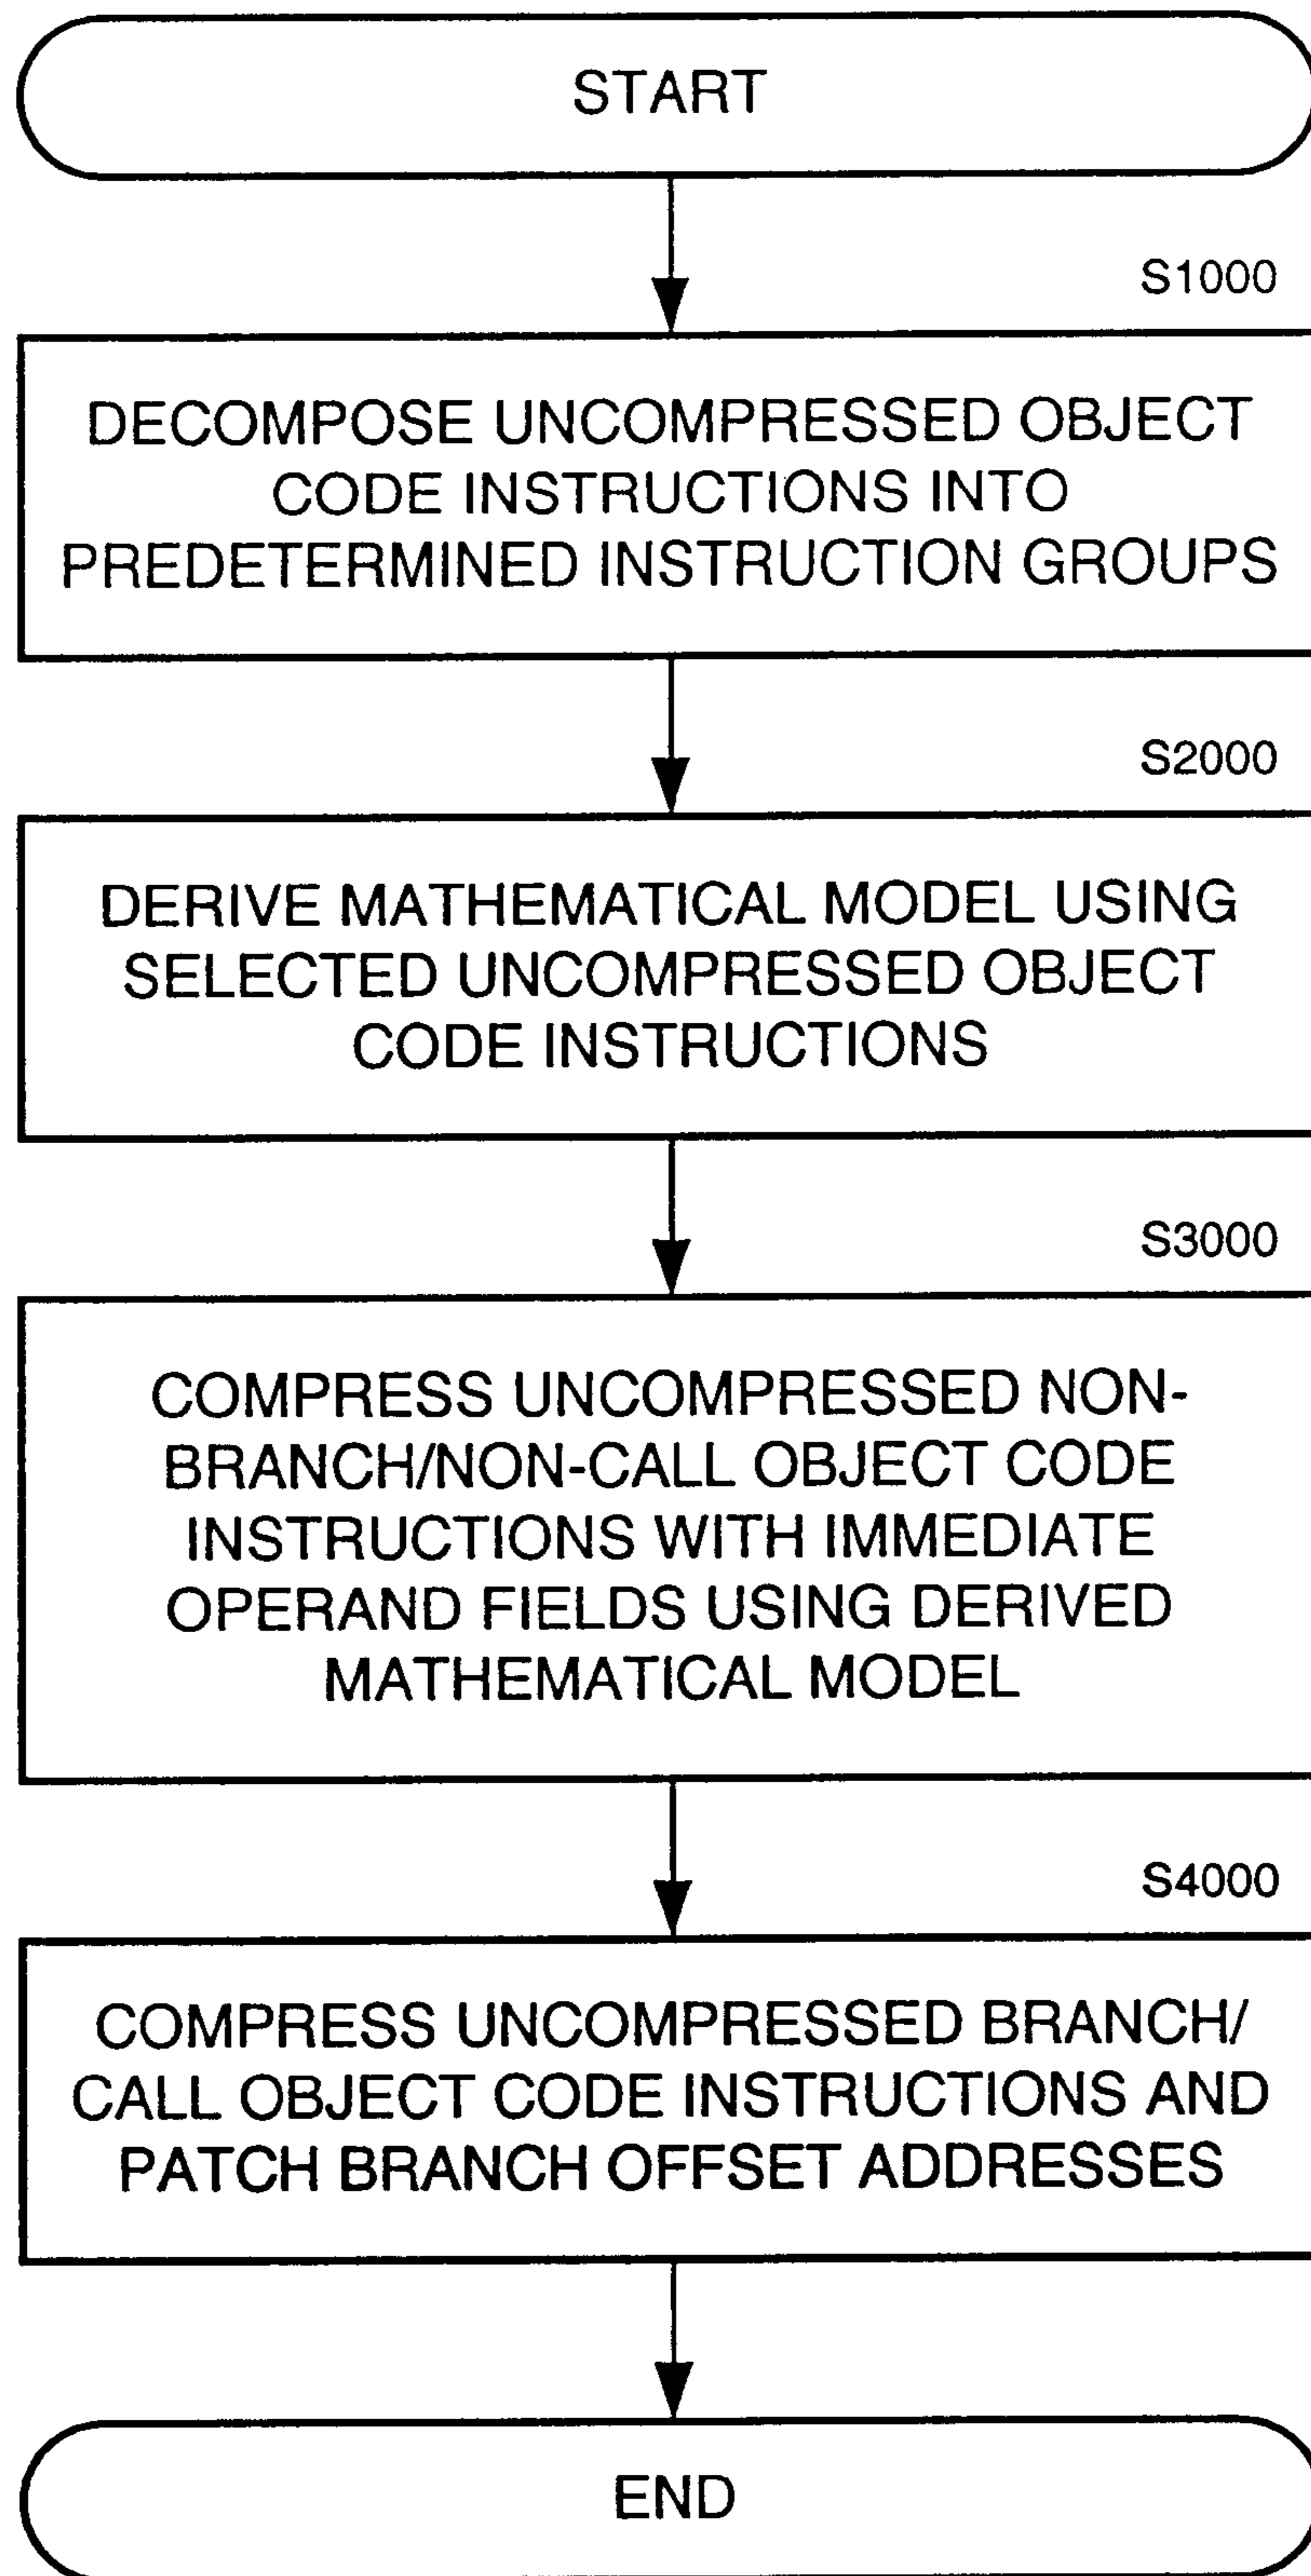 START
S1000
DECOMPOSE UNCOMPRESSED OBJECT
CODE INSTRUCTIONS INTO
PREDETERMINED INSTRUCTION GROUPS
S2000
DERIVE MATHEMATICAL MODEL USING
SELECTED UNCOMPRESSED OBJECT
CODE INSTRUCTIONS
S3000
COMPRESS UNCOMPRESSED NON-
BRANCH/NON-CALL OBJECT CODE
INSTRUCTIONS WITH IMMEDIATE
OPERAND FIELDS USING DERIVED
MATHEMATICAL MODEL
S4000
COMPRESS UNCOMPRESSED BRANCH/
CALL OBJECT CODE INSTRUCTIONS AND
PATCH BRANCH OFFSET ADDRESSES
END